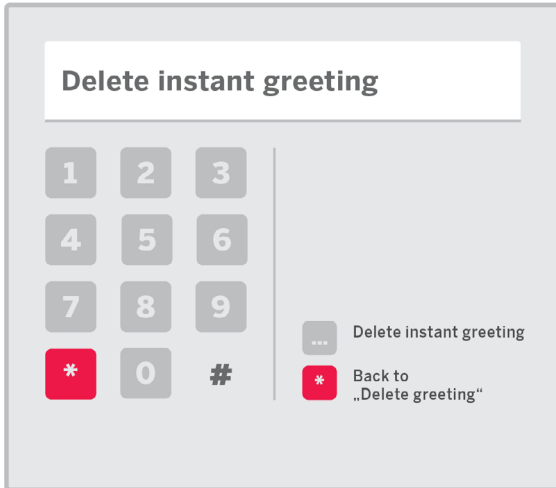 Delete instant greeting
1 2 3
4 5 6
7 8 9
* 0 #
... Delete instant greeting
* Back to
„Delete greeting“